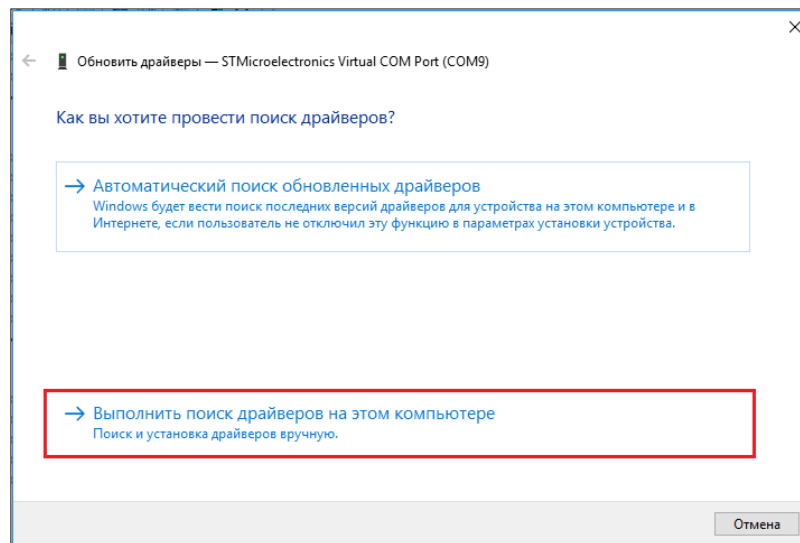 Обновить драйверы — STMicroelectronics Virtual COM Port (COM9)
Как вы хотите провести поиск драйверов?
Автоматический поиск обновленных драйверов
Windows будет вести поиск последних версий драйверов для устройства на этом компьютере и в
Интернете, если пользователь не отключил эту функцию в параметрах установки устройства.
Выполнить поиск драйверов на этом компьютере
Поиск и установка драйверов вручную.
Отмена